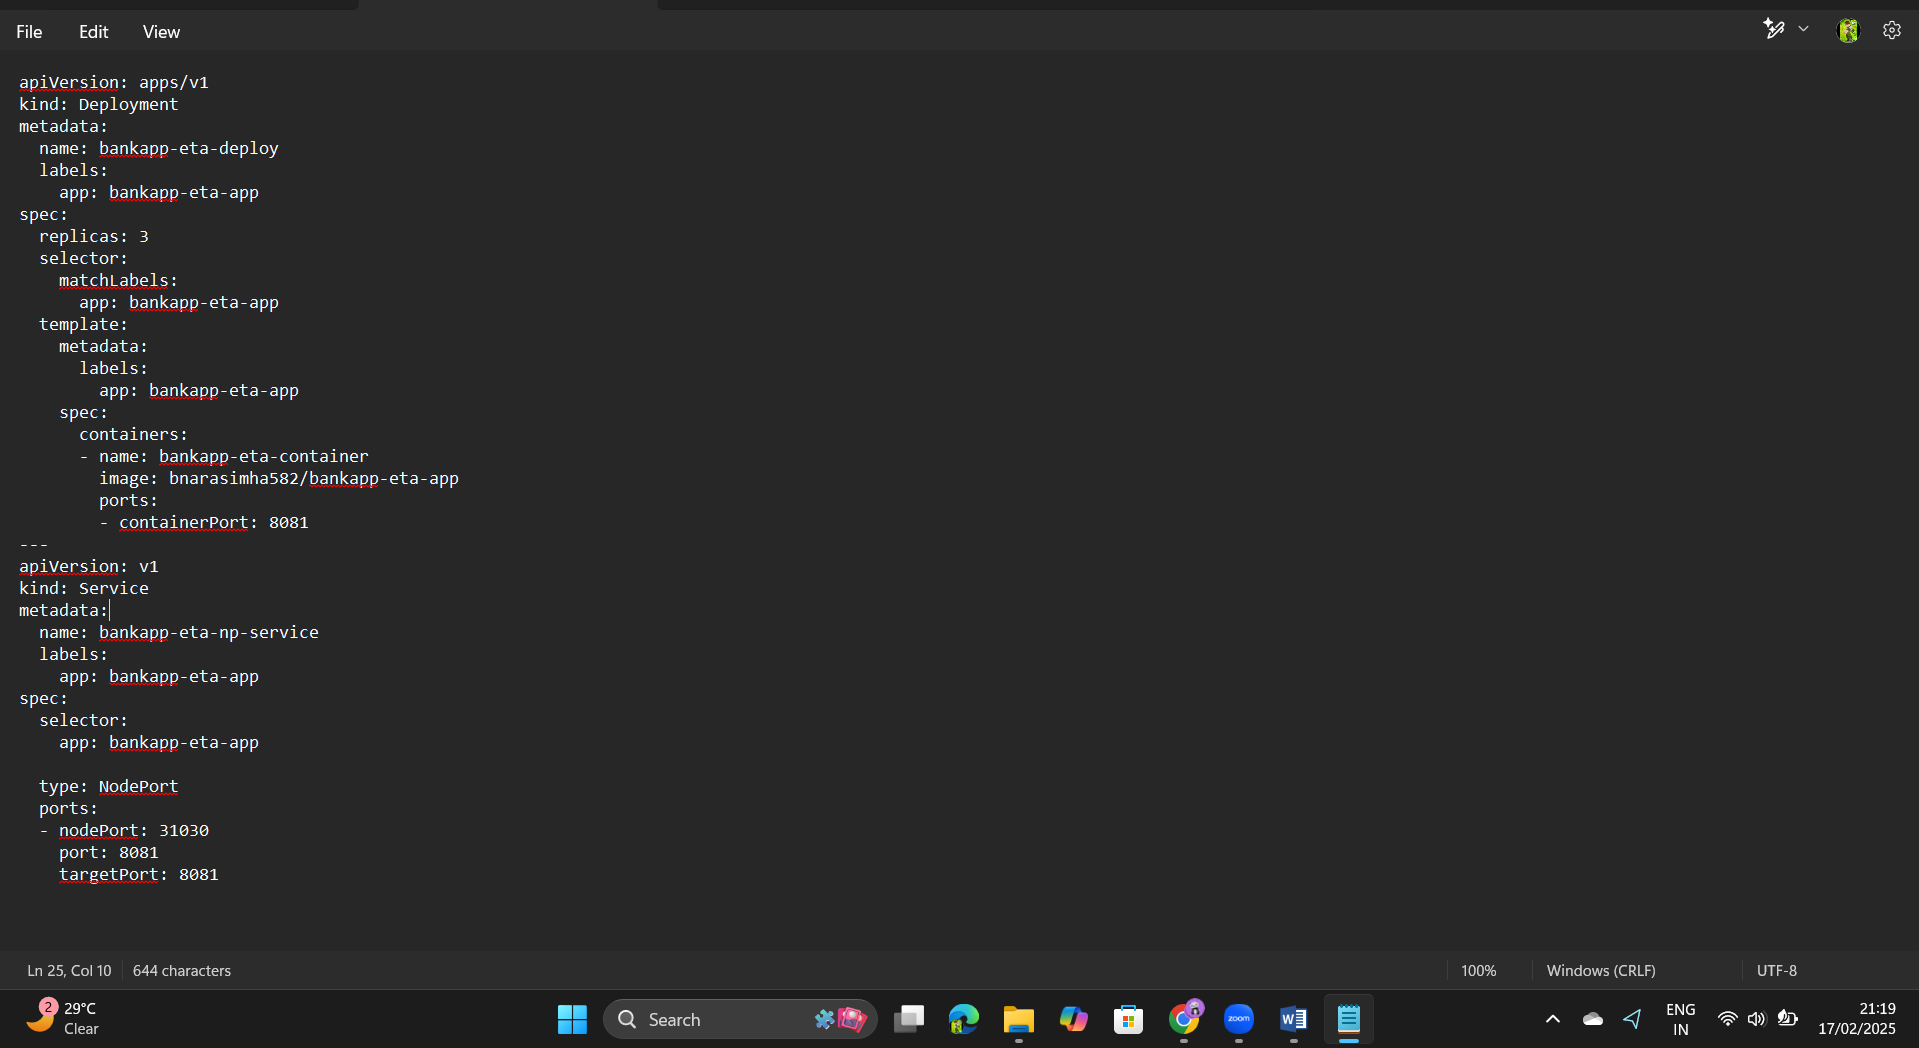 File Edit View
apiVersion: apps/v1
kind: Deployment
metadata:
  name: bankapp-eta-deploy
  labels:
    app: bankapp-eta-app
spec:
  replicas: 3
  selector:
    matchLabels:
      app: bankapp-eta-app
  template:
    metadata:
      labels:
        app: bankapp-eta-app
    spec:
      containers:
      - name: bankapp-eta-container
        image: bnarasimha582/bankapp-eta-app
        ports:
        - containerPort: 8081
---
apiVersion: v1
kind: Service
metadata:
  name: bankapp-eta-np-service
  labels:
    app: bankapp-eta-app
spec:
  selector:
    app: bankapp-eta-app

  type: NodePort
  ports:
  - nodePort: 31030
    port: 8081
    targetPort: 8081
Ln 25, Col 10 644 characters 100% Windows (CRLF) UTF-8
2 29°C Search zoom W ENG 21:19
Clear IN 17/02/2025